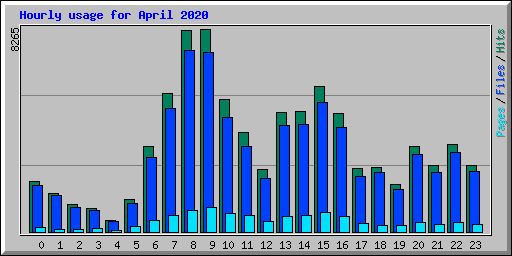 Hourly usage for April 2020
8265
Pages/Files/Hits
0 1 2 3 4 5 6 7 8 9 10 11 12 13 14 15 16 17 18 19 20 21 22 23